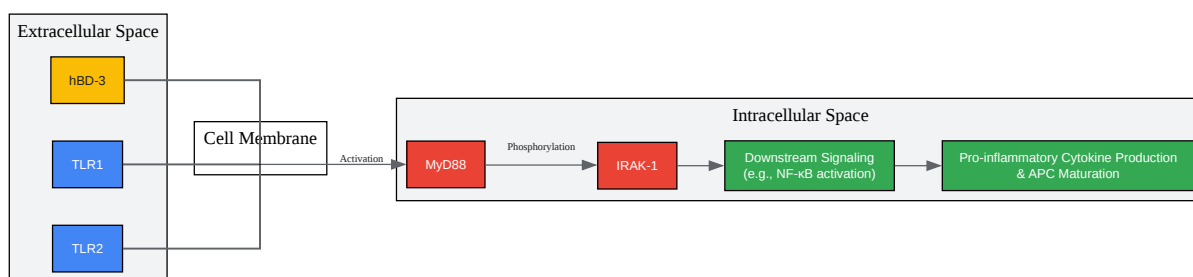 Extracellular Space
hBD-3
TLR1
TLR2
Cell Membrane
Activation
Intracellular Space
MyD88
Phosphorylation
IRAK-1
Downstream Signaling
(e.g., NF-κB activation)
Pro-inflammatory Cytokine Production
& APC Maturation